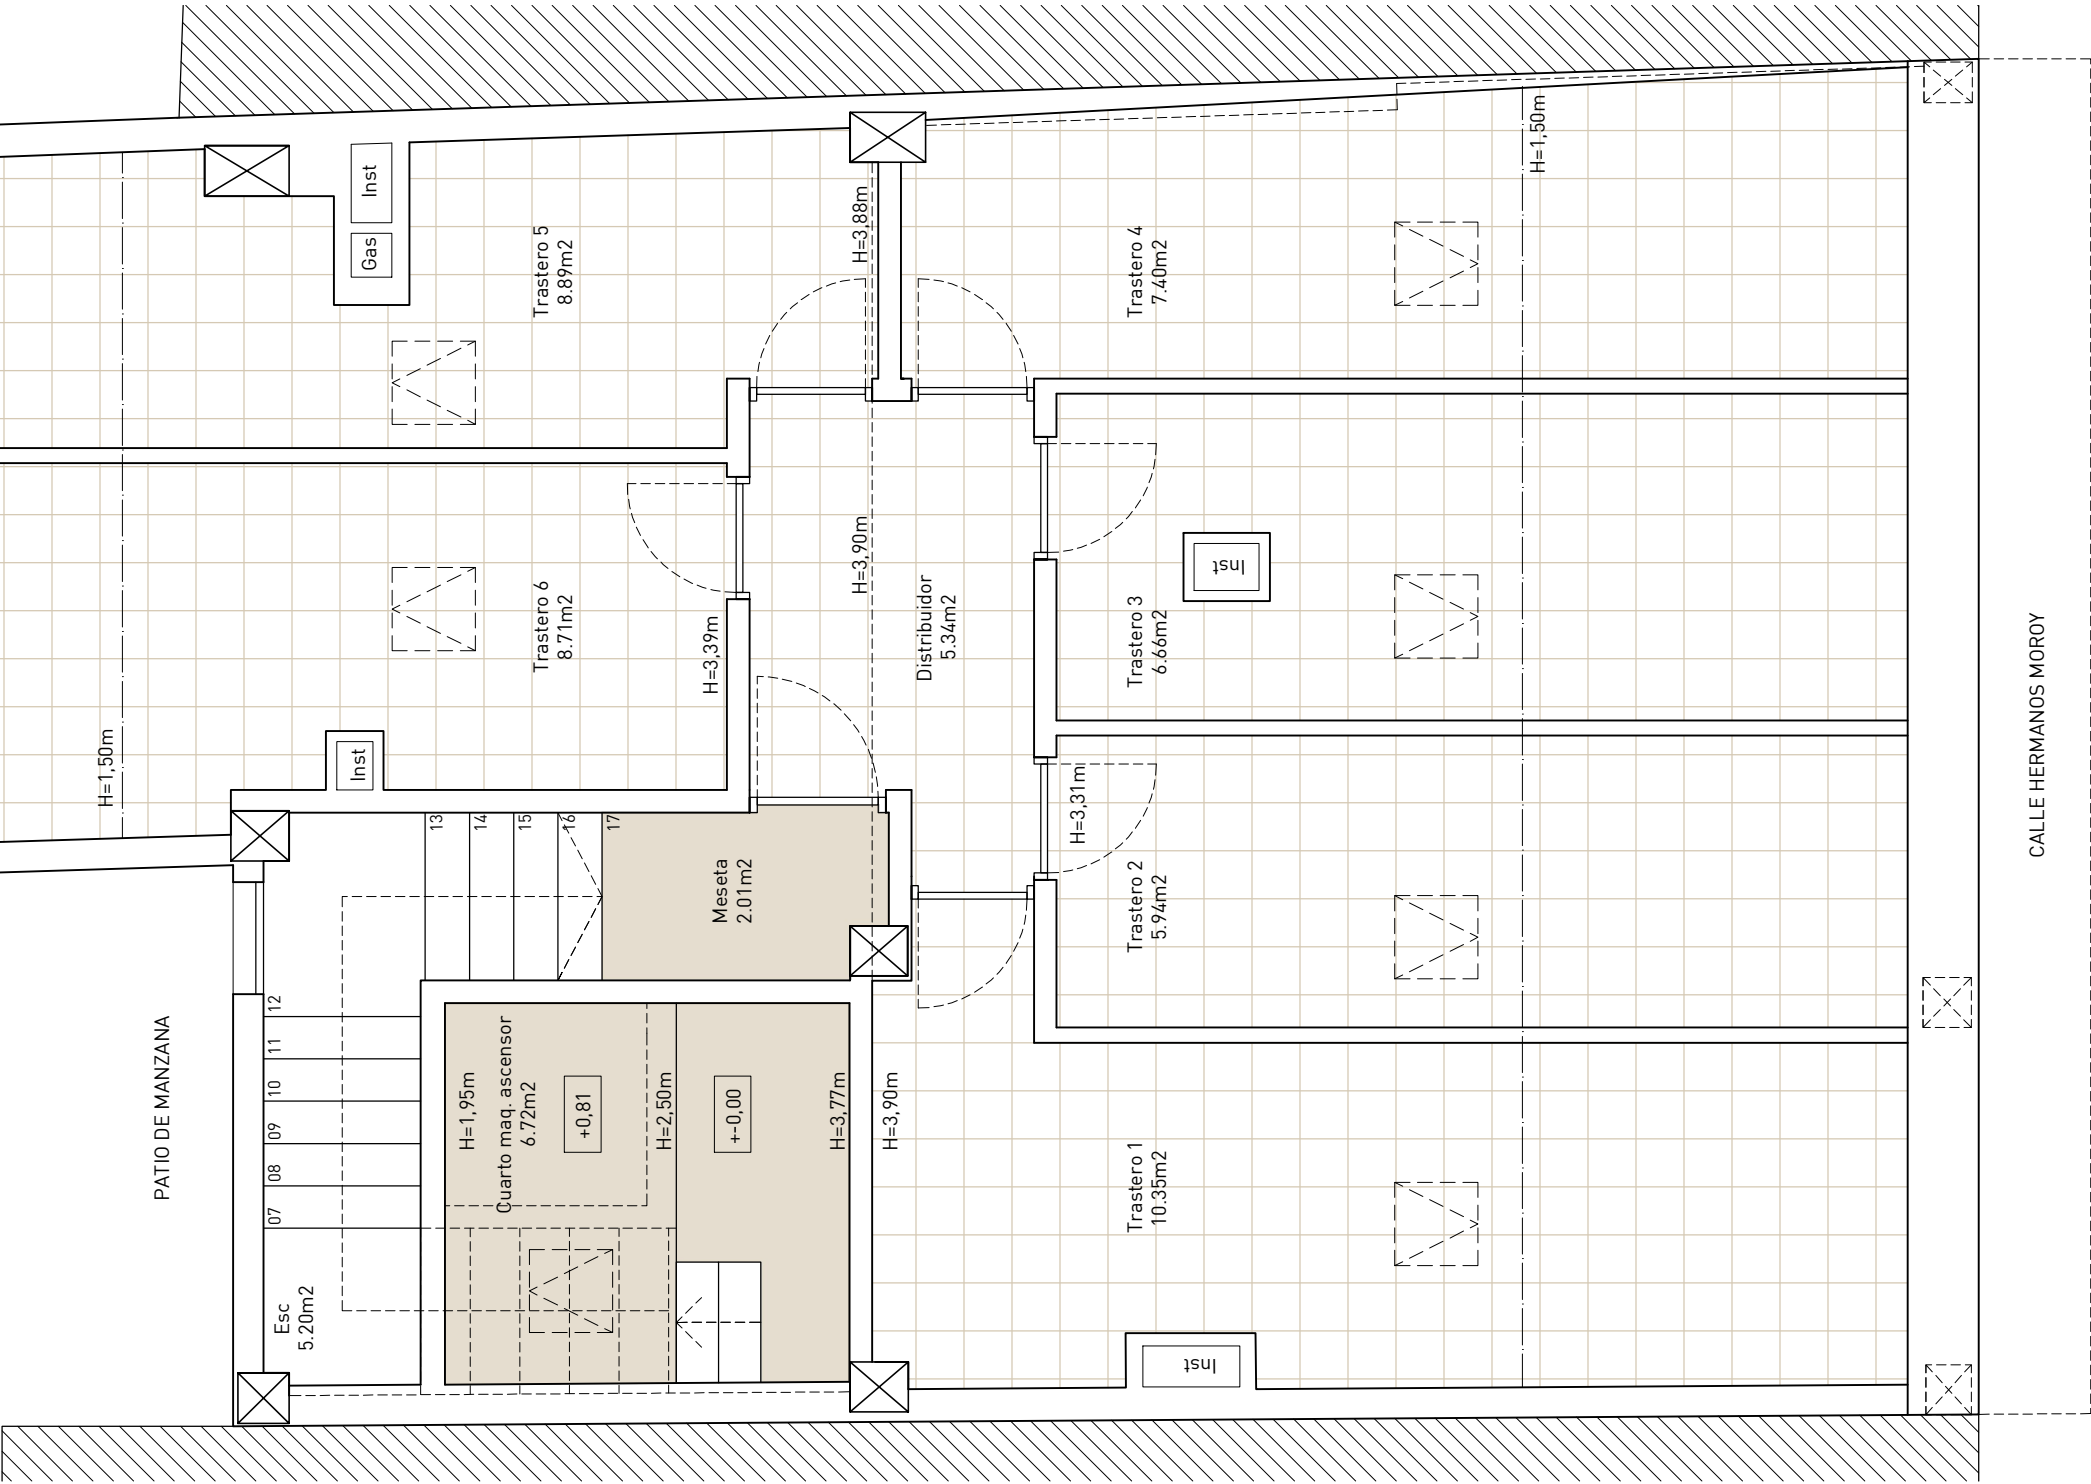 Inst
Gas
Trastero 5
8.89m2
H=3,88m
Trastero 4
7.40m2
H=1,50m
Trastero 6
8.71m2
H=3,39m
H=3,90m
Distribuidor
5.34m2
Inst
Trastero 3
6.66m2
H=1,50m
Inst
CALLE HERMANOS MOROY
13
14
15
16
17
Meseta
2.01m2
H=3,31m
Trastero 2
5.94m2
PATIO DE MANZANA
12
11
10
09
08
07
H=1,95m
Cuarto maq. ascensor
6.72m2
+0,81
H=2,50m
+-0,00
H=3,77m
H=3,90m
Trastero 1
10.35m2
Esc
5.20m2
Inst